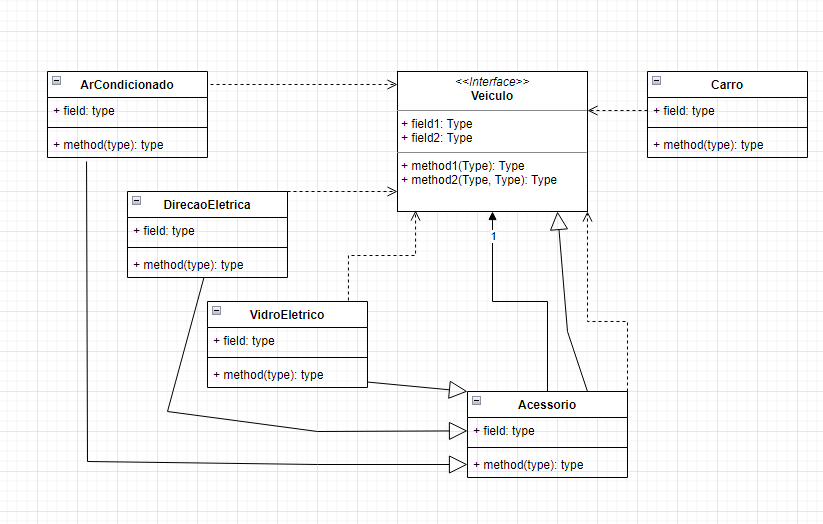 ArCondicionado
+ field: type
+ method(type): type
<<Interface>>
Veiculo
+ field1: Type
+ field2: Type
+ method1(Type): Type
+ method2(Type, Type): Type
Carro
+ field: type
+ method(type): type
DirecaoEletrica
+ field: type
+ method(type): type
1
VidroEletrico
+ field: type
+ method(type): type
Acessorio
+ field: type
+ method(type): type